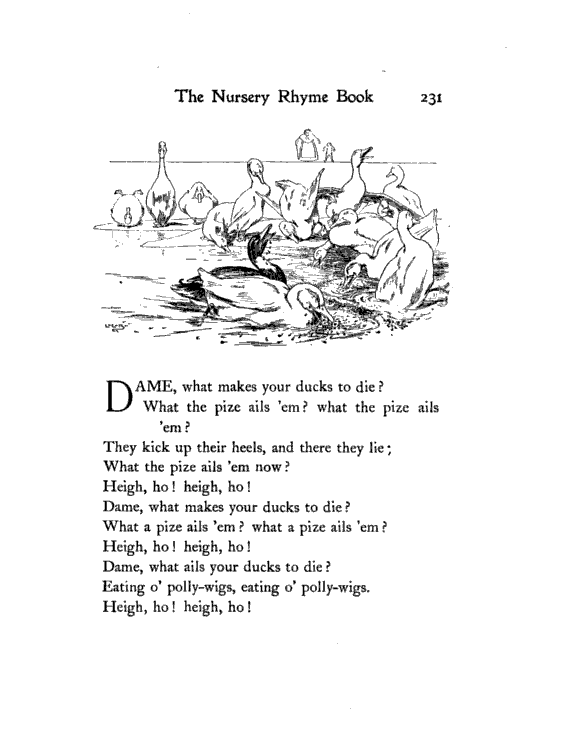 The Nursery Rhyme Book 231
DAME, what makes your ducks to die?
What the pize ails 'em? what the pize ails
'em?
They kick up their heels, and there they lie;
What the pize ails 'em now?
Heigh, ho! heigh, ho!
Dame, what makes your ducks to die?
What a pize ails 'em? what a pize ails 'em?
Heigh, ho! heigh, ho!
Dame, what ails your ducks to die?
Eating o' polly-wigs, eating o' polly-wigs.
Heigh, ho! heigh, ho!